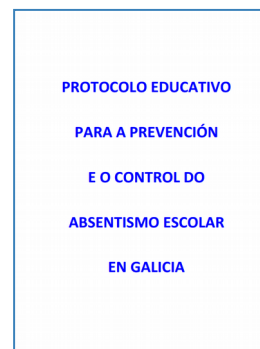 PROTOCOLO EDUCATIVO
PARA A PREVENCIÓN
E O CONTROL DO
ABSENTISMO ESCOLAR
EN GALICIA